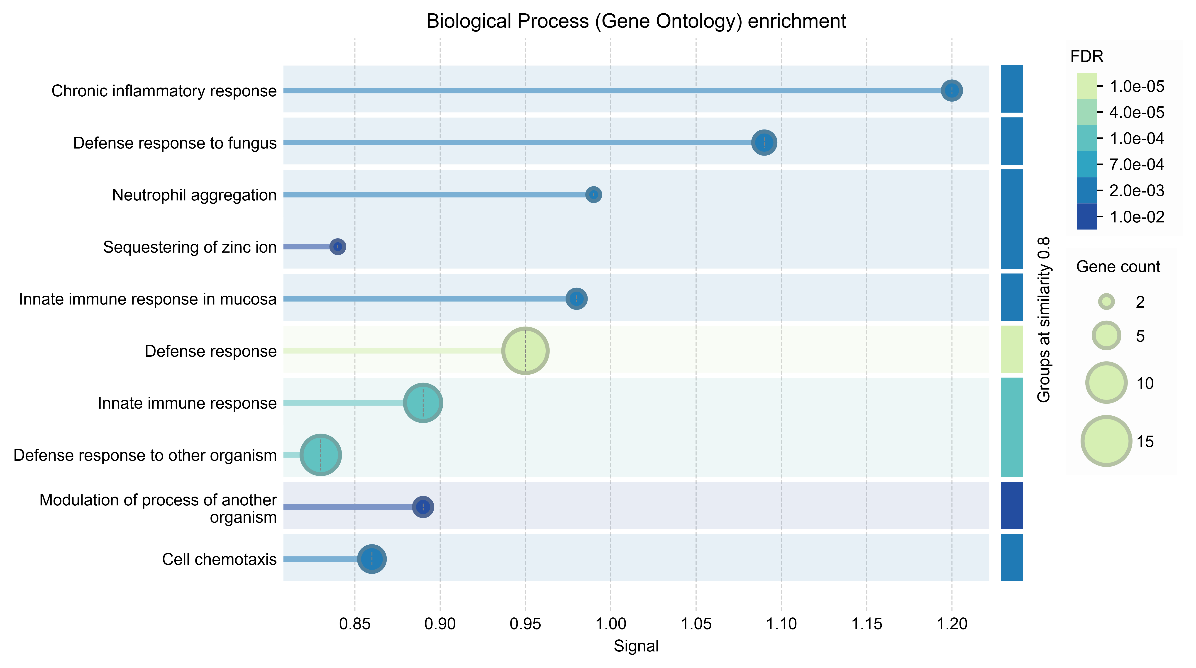 Biological Process (Gene Ontology) enrichment
Chronic inflammatory response
Defense response to fungus
Neutrophil aggregation
Sequestering of zinc ion
Innate immune response in mucosa
Defense response
Innate immune response
Defense response to other organism
Modulation of process of another
organism
Cell chemotaxis
0.85 0.90 0.95 1.00 1.05 1.10 1.15 1.20
Signal
Groups at similarity 0.8
FDR
1.0e-05
4.0e-05
1.0e-04
7.0e-04
2.0e-03
1.0e-02
Gene count
2
5
10
15